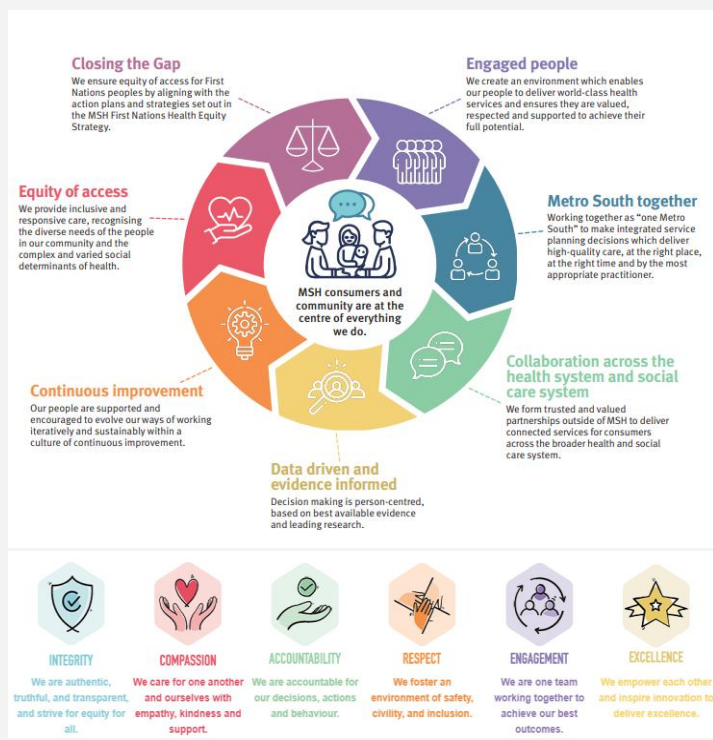 Closing the Gap
We ensure equity of access for First
Nations peoples by aligning with the
action plans and strategies set out in
the MSH First Nations Health Equity
Strategy.
Engaged people
We create an environment which enables
our people to deliver world-class health
services and ensures they are valued,
respected and supported to achieve their
full potential.
Equity of access
We provide inclusive and
responsive care, recognising
the diverse needs of the people
in our community and the
complex and varied social
determinants of health.
Metro South together
Working together as “one Metro
South” to make integrated service
planning decisions which deliver
high-quality care, at the right place,
at the right time and by the most
appropriate practitioner.
MSH consumers and
community are at the
centre of everything
we do.
Continuous improvement
Our people are supported and
encouraged to evolve our ways of working
iteratively and sustainably within a
culture of continuous improvement.
Collaboration across the
health system and social
care system
We form trusted and valued
partnerships outside of MSH to deliver
connected services for consumers
across the broader health and social
care system.
Data driven and
evidence informed
Decision making is person-centred,
based on best available evidence
and leading research.
INTEGRITY
We are authentic,
truthful, and transparent,
and strive for equity for
all.
COMPASSION
We care for one another
and ourselves with
empathy, kindness and
support.
ACCOUNTABILITY
We are accountable for
our decisions, actions
and behaviour.
RESPECT
We foster an
environment of safety,
civility, and inclusion.
ENGAGEMENT
We are one team
working together to
achieve our best
outcomes.
EXCELLENCE
We empower each other
and inspire innovation to
deliver excellence.